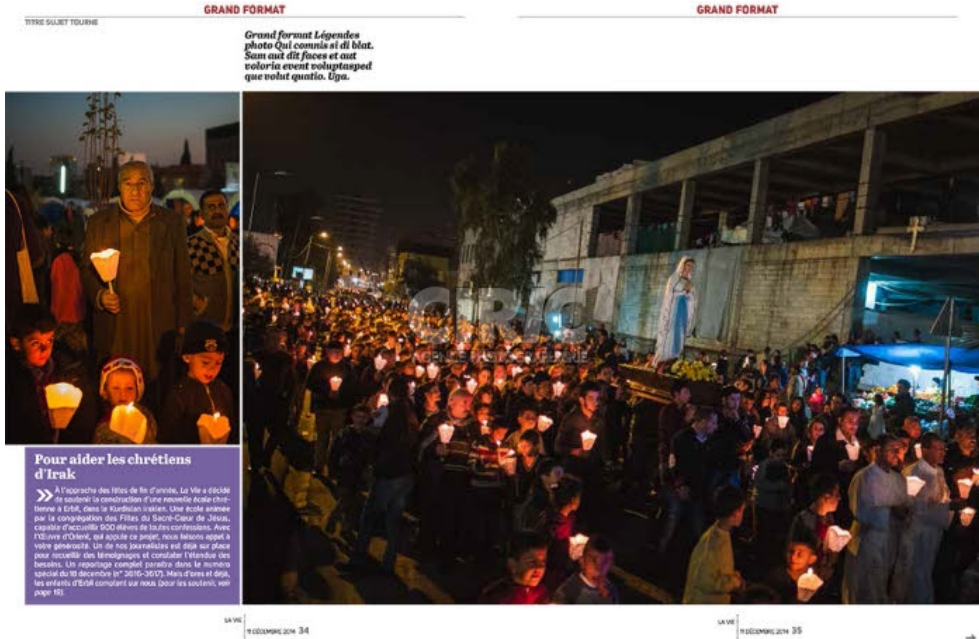 GRAND FORMAT
GRAND FORMAT
TITRE SUJET TOURNE
Grand format Légendes
photo Qui comnis si di blat.
Sam aut dit faces et aut
voloria event voluptasped
que volut quatio. Uga.
CIRIC
AGENCE PHOTOGRAPHIQUE
Pour aider les chrétiens
d'Irak
À l'approche des fêtes de fin d'année, La Vie a décidé
de soutenir la construction d'une nouvelle école chré-
tienne à Erbil, dans le Kurdistan irakien. Une école animée
par la congrégation des Filles du Sacré-Cœur de Jésus,
capable d'accueillir 900 élèves de toutes confessions. Avec
l'Œuvre d'Orient, qui appuie ce projet, nous faisons appel à
votre générosité. Un de nos journalistes est déjà sur place
pour recueillir des témoignages et constater l'étendue des
besoins. Un reportage complet paraîtra dans le numéro
spécial du 18 décembre (n° 3616-3617). Mais d'ores et déjà,
les enfants d'Erbil comptent sur nous (pour les soutenir, voir
page 19).
LA VIE
11 DÉCEMBRE 2014 34
LA VIE
11 DÉCEMBRE 2014 35